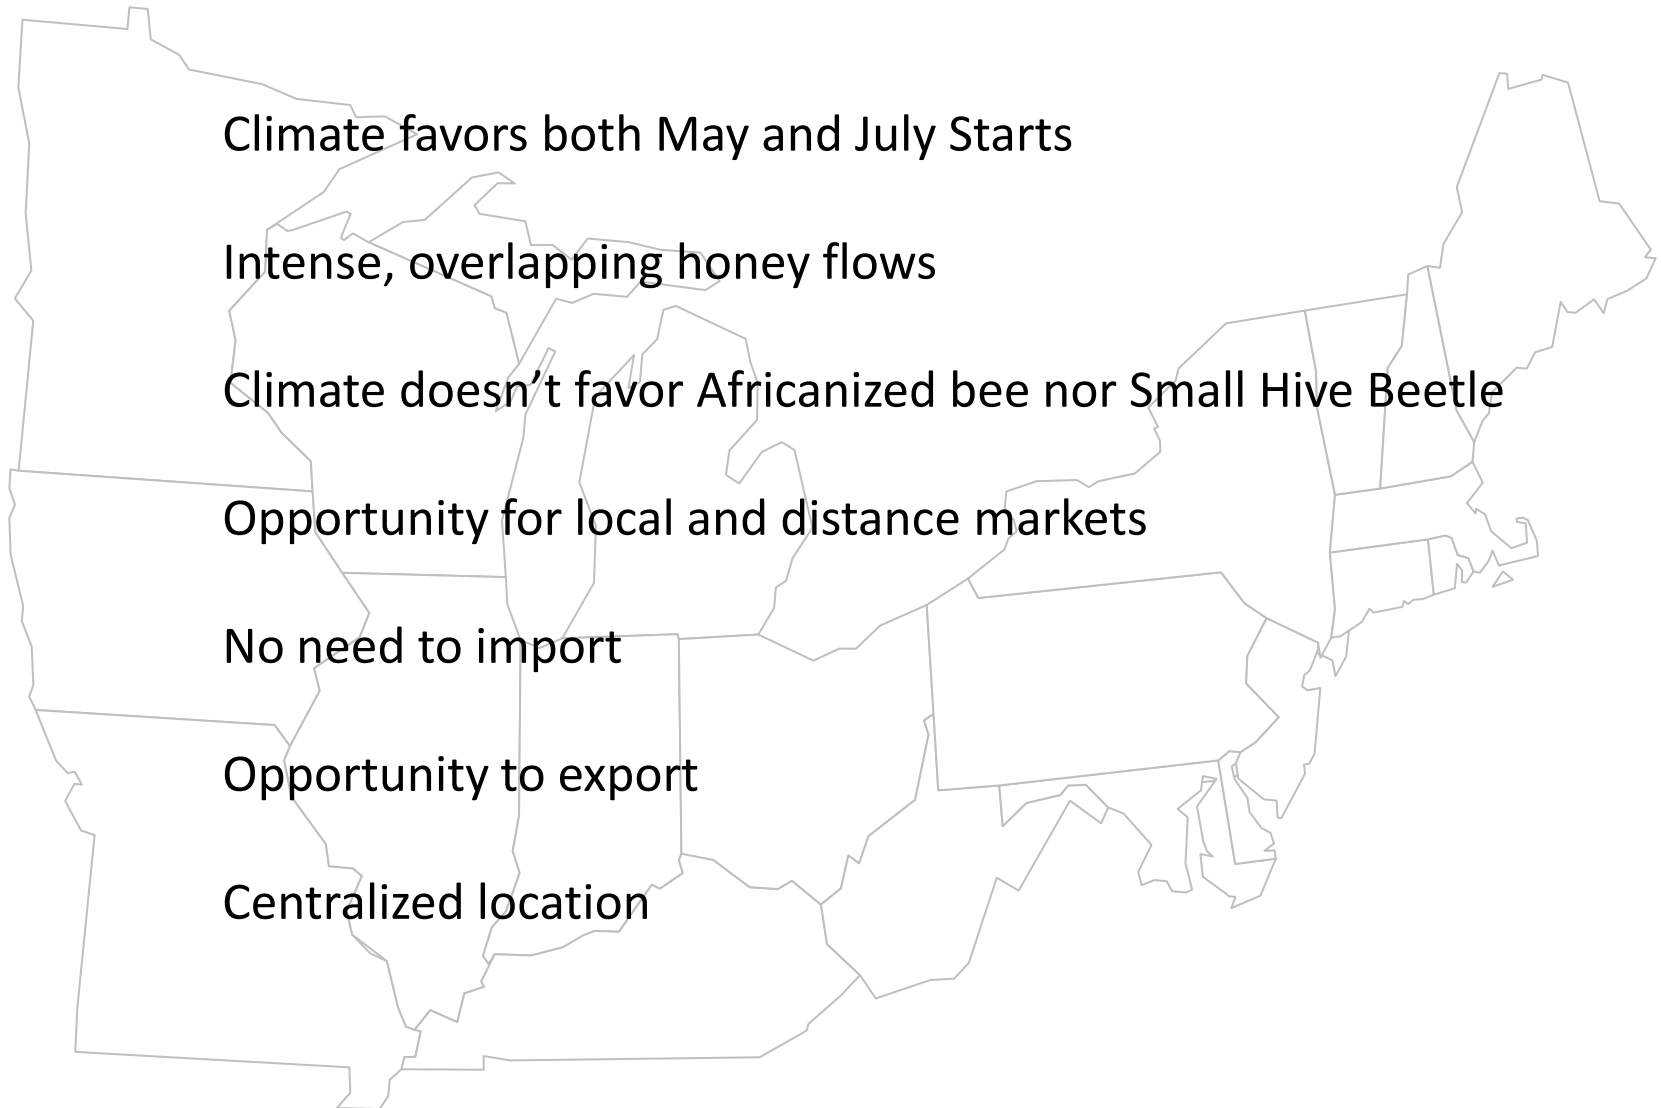 Climate favors both May and July Starts
Intense, overlapping honey flows
Climate doesn’t favor Africanized bee nor Small Hive Beetle
Opportunity for local and distance markets
No need to import
Opportunity to export
Centralized location